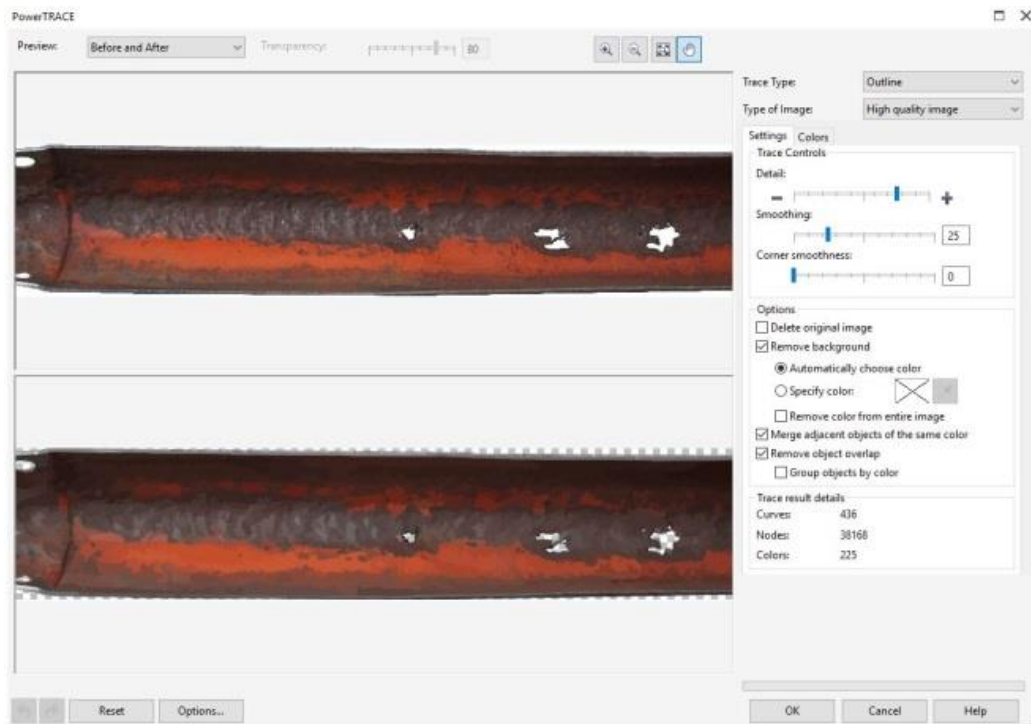 PowerTRACE
Preview: Before and After Transparency: 80
Trace Type: Outline
Type of Image: High quality image
Settings Colors
Trace Controls
Detail:
Smoothing:
25
Corner smoothness:
0
Options
Delete original image
Remove background
Automatically choose color
Specify color:
Remove color from entire image
Merge adjacent objects of the same color
Remove object overlap
Group objects by color
Trace result details
Curves: 436
Nodes: 38168
Colors: 225
Reset Options... OK Cancel Help